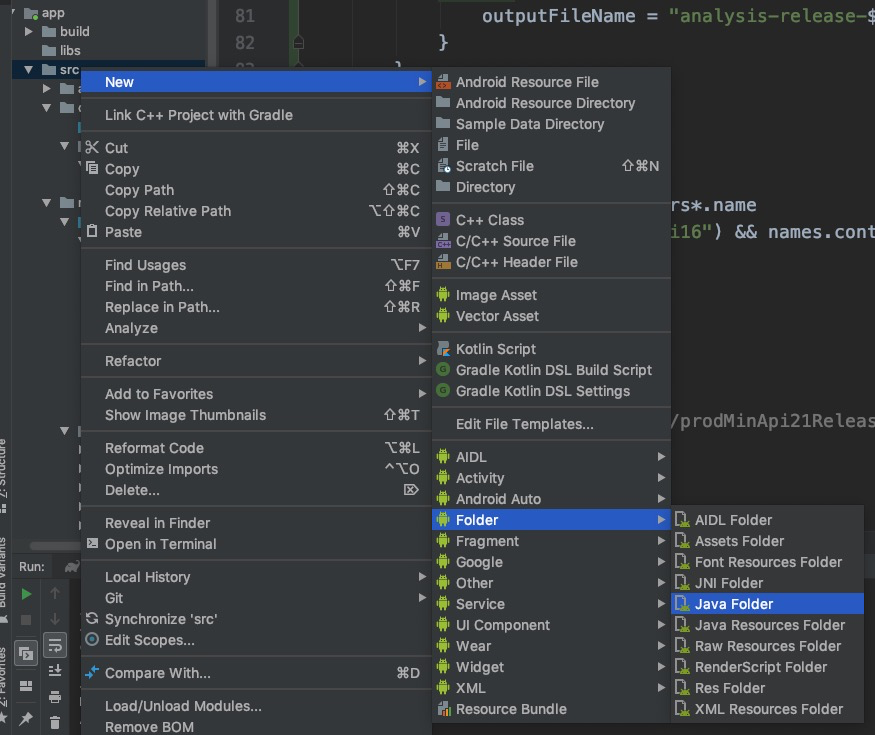 app
build
libs
src
81
82
outputFileName = "analysis-release-$
}
New
Link C++ Project with Gradle
Cut ⌘X
Copy ⌘C
Copy Path ⇧⌘C
Copy Relative Path ⌥⇧⌘C
Paste ⌘V
Find Usages ⌥F7
Find in Path... ⇧⌘F
Replace in Path... ⇧⌘R
Analyze
Refactor
Add to Favorites
Show Image Thumbnails ⇧⌘T
Reformat Code ⌥⌘L
Optimize Imports ^⌥O
Delete... ⌦
Reveal in Finder
Open in Terminal
Local History
Git
Synchronize 'src'
Edit Scopes...
Compare With... ⌘D
Load/Unload Modules...
Remove BOM
Android Resource File
Android Resource Directory
Sample Data Directory
File
Scratch File ⇧⌘N
Directory
C++ Class
C/C++ Source File
C/C++ Header File
Image Asset
Vector Asset
Kotlin Script
Gradle Kotlin DSL Build Script
Gradle Kotlin DSL Settings
Edit File Templates...
AIDL
Activity
Android Auto
Folder
Fragment
Google
Other
Service
UI Component
Wear
Widget
XML
Resource Bundle
AIDL Folder
Assets Folder
Font Resources Folder
JNI Folder
Java Folder
Java Resources Folder
Raw Resources Folder
RenderScript Folder
Res Folder
XML Resources Folder
rs*.name
i16") && names.cont
/prodMinApi21Releas
Z: Structure
Build Variants
2: Favorites
Run: